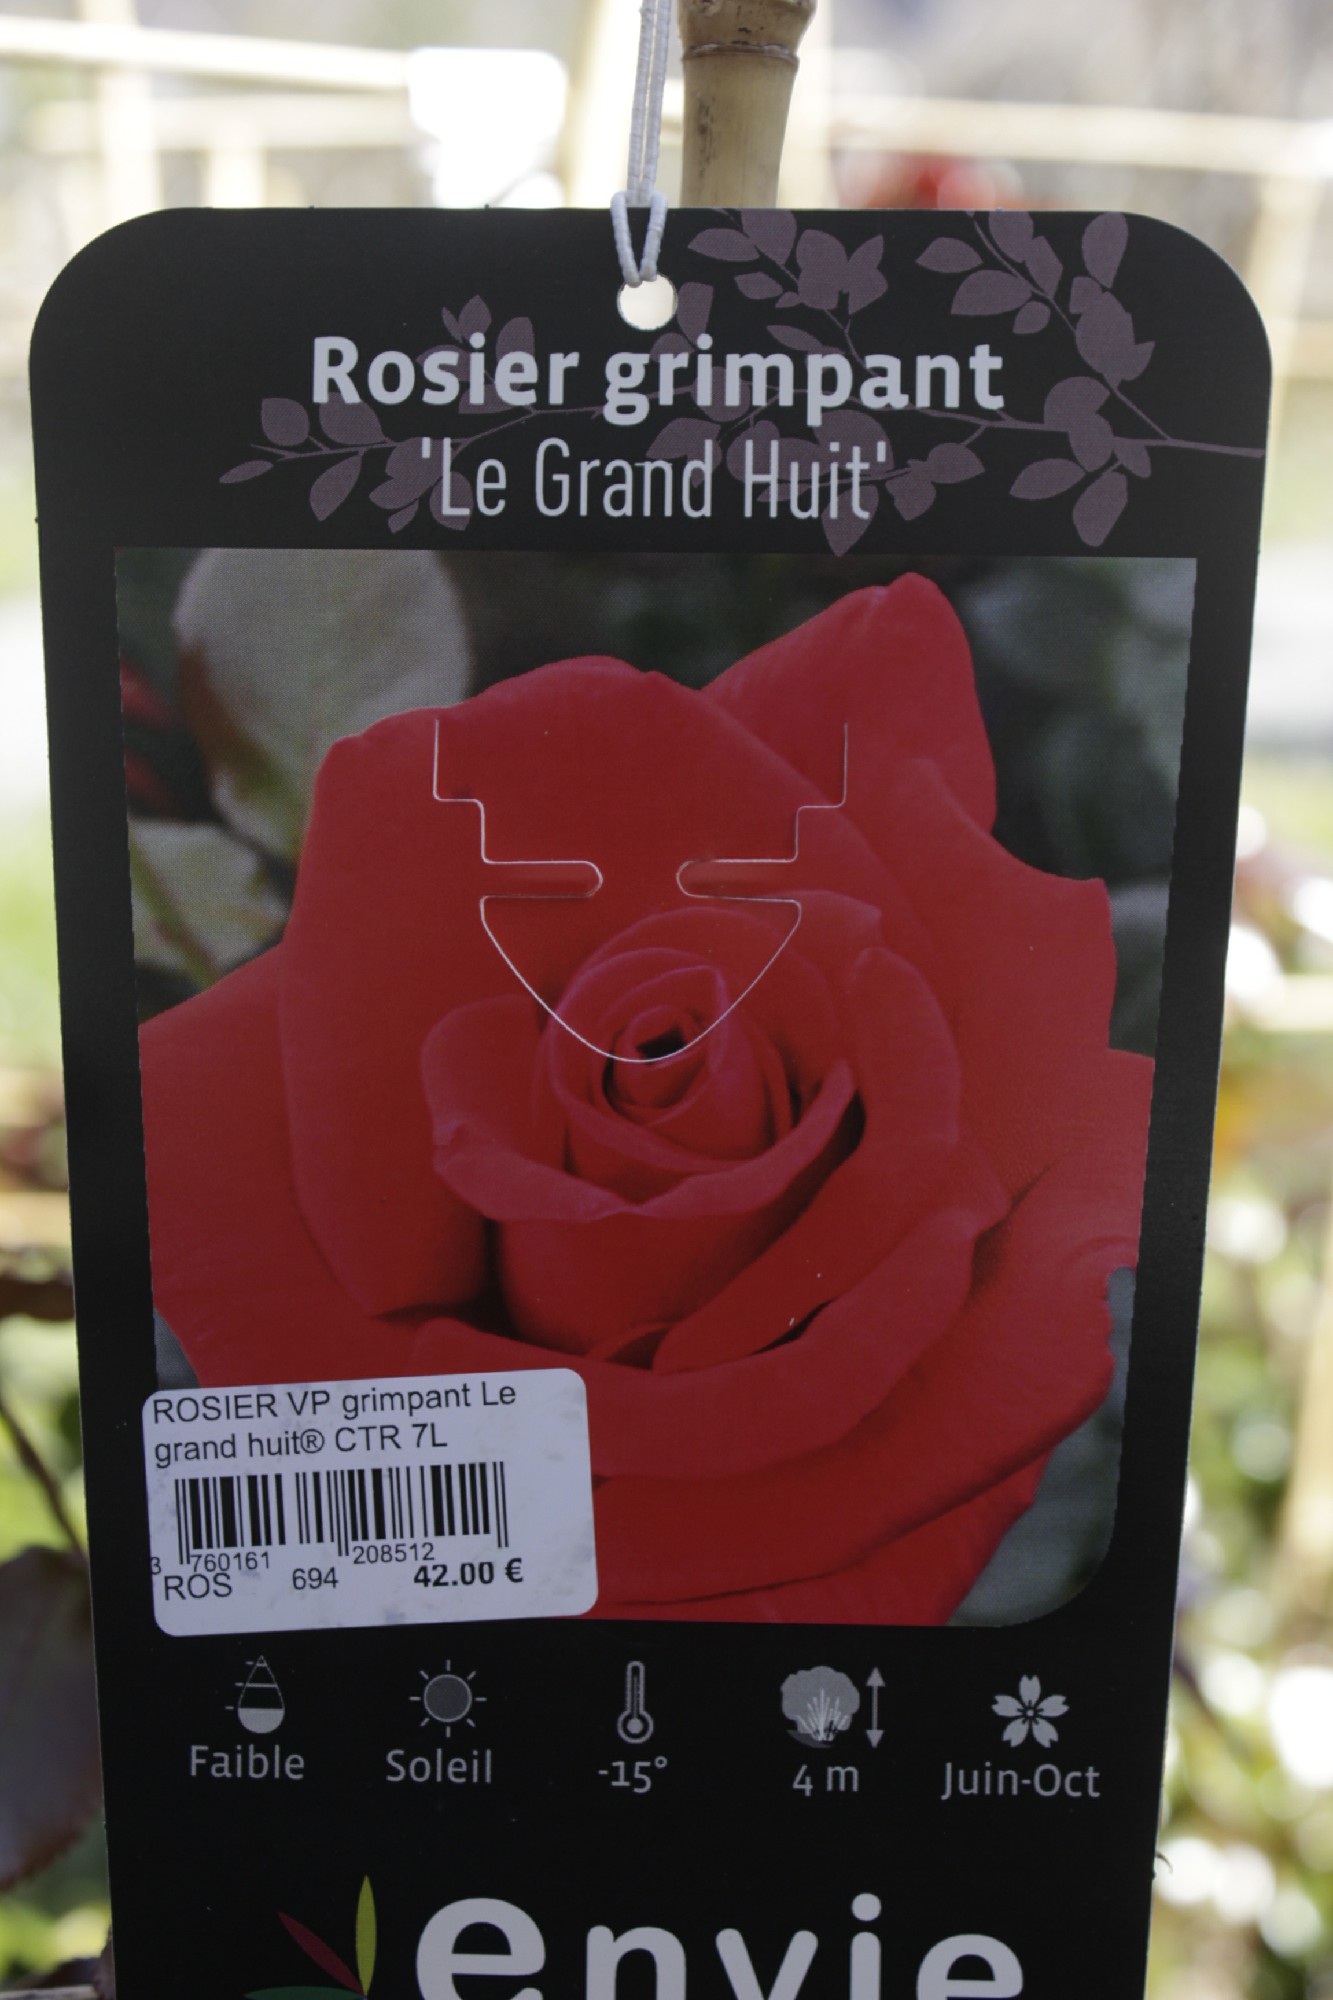 Rosier grimpant
'Le Grand Huit'
ROSIER VP grimpant Le
grand huit® CTR 7L
3 760161 694 208512
ROS 42.00 €
Faible Soleil -15° 4 m Juin-Oct
envie